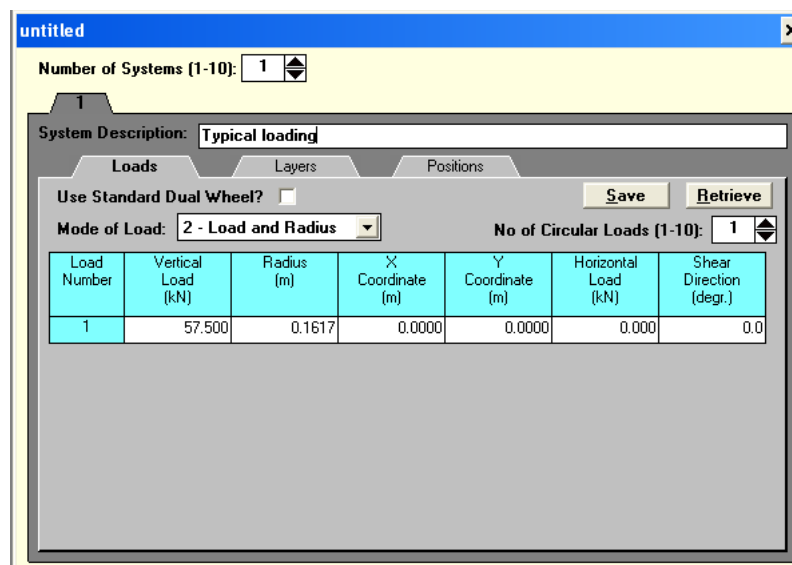 untitled
Number of Systems (1-10): 1
1
System Description: Typical loading
Loads Layers Positions
Use Standard Dual Wheel? Save Retrieve
Mode of Load: 2 - Load and Radius No of Circular Loads (1-10): 1
Load Vertical Radius X Y Horizontal Shear
Number Load (m) Coordinate Coordinate Load Direction
(kN) (m) (m) (kN) (degr.)
1 57.500 0.1617 0.0000 0.0000 0.000 0.0